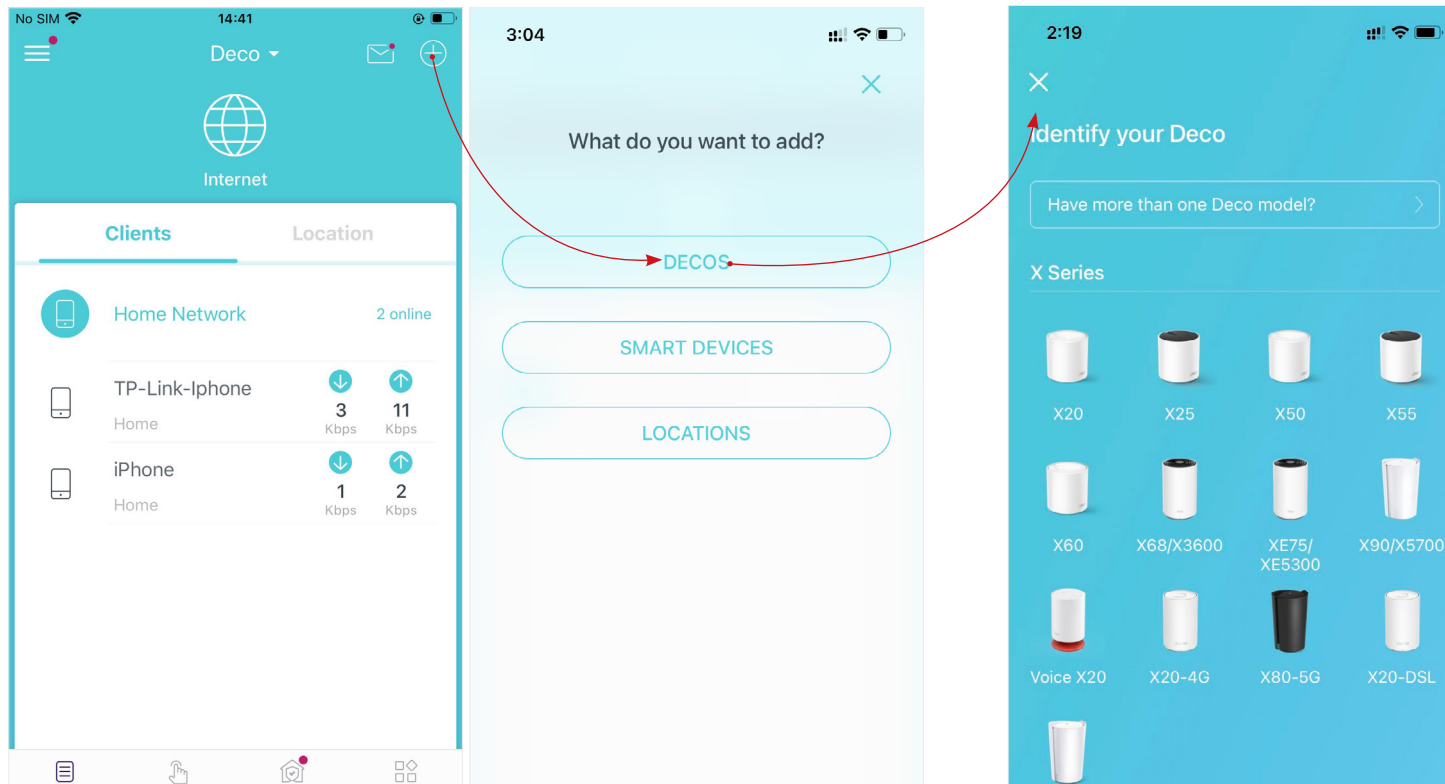 No SIM 14:41
Deco
Internet
Clients Location
Home Network 2 online
TP-Link-Iphone
Home
3 11
Kbps Kbps
iPhone
Home
1 2
Kbps Kbps
3:04
What do you want to add?
DECOS
SMART DEVICES
LOCATIONS
2:19
Identify your Deco
Have more than one Deco model?
X Series
X20 X25 X50 X55
X60 X68/X3600 XE75/ X90/X5700
XE5300
Voice X20 X20-4G X80-5G X20-DSL